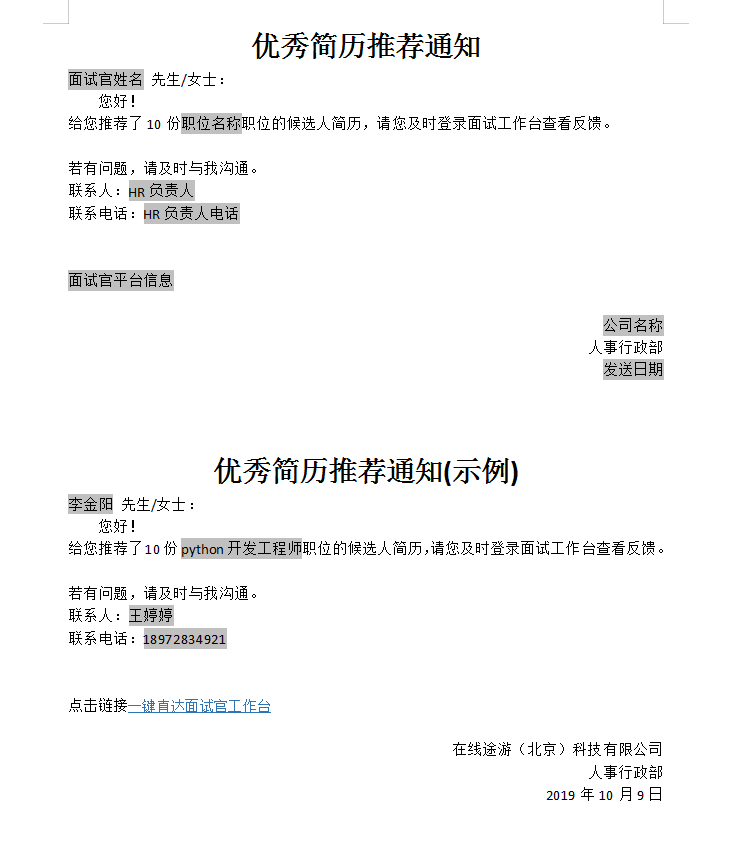 优秀简历推荐通知
面试官姓名 先生/女士：
您好！
给您推荐了 10 份职位名称职位的候选人简历，请您及时登录面试工作台查看反馈。
若有问题，请及时与我沟通。
联系人：HR 负责人
联系电话：HR 负责人电话
面试官平台信息
公司名称
人事行政部
发送日期
优秀简历推荐通知(示例)
李金阳 先生/女士：
您好！
给您推荐了10 份 python 开发工程师职位的候选人简历，请您及时登录面试工作台查看反馈。
若有问题，请及时与我沟通。
联系人：王婷婷
联系电话：18972834921
点击链接一键直达面试官工作台
在线途游（北京）科技有限公司
人事行政部
2019 年 10 月 9 日